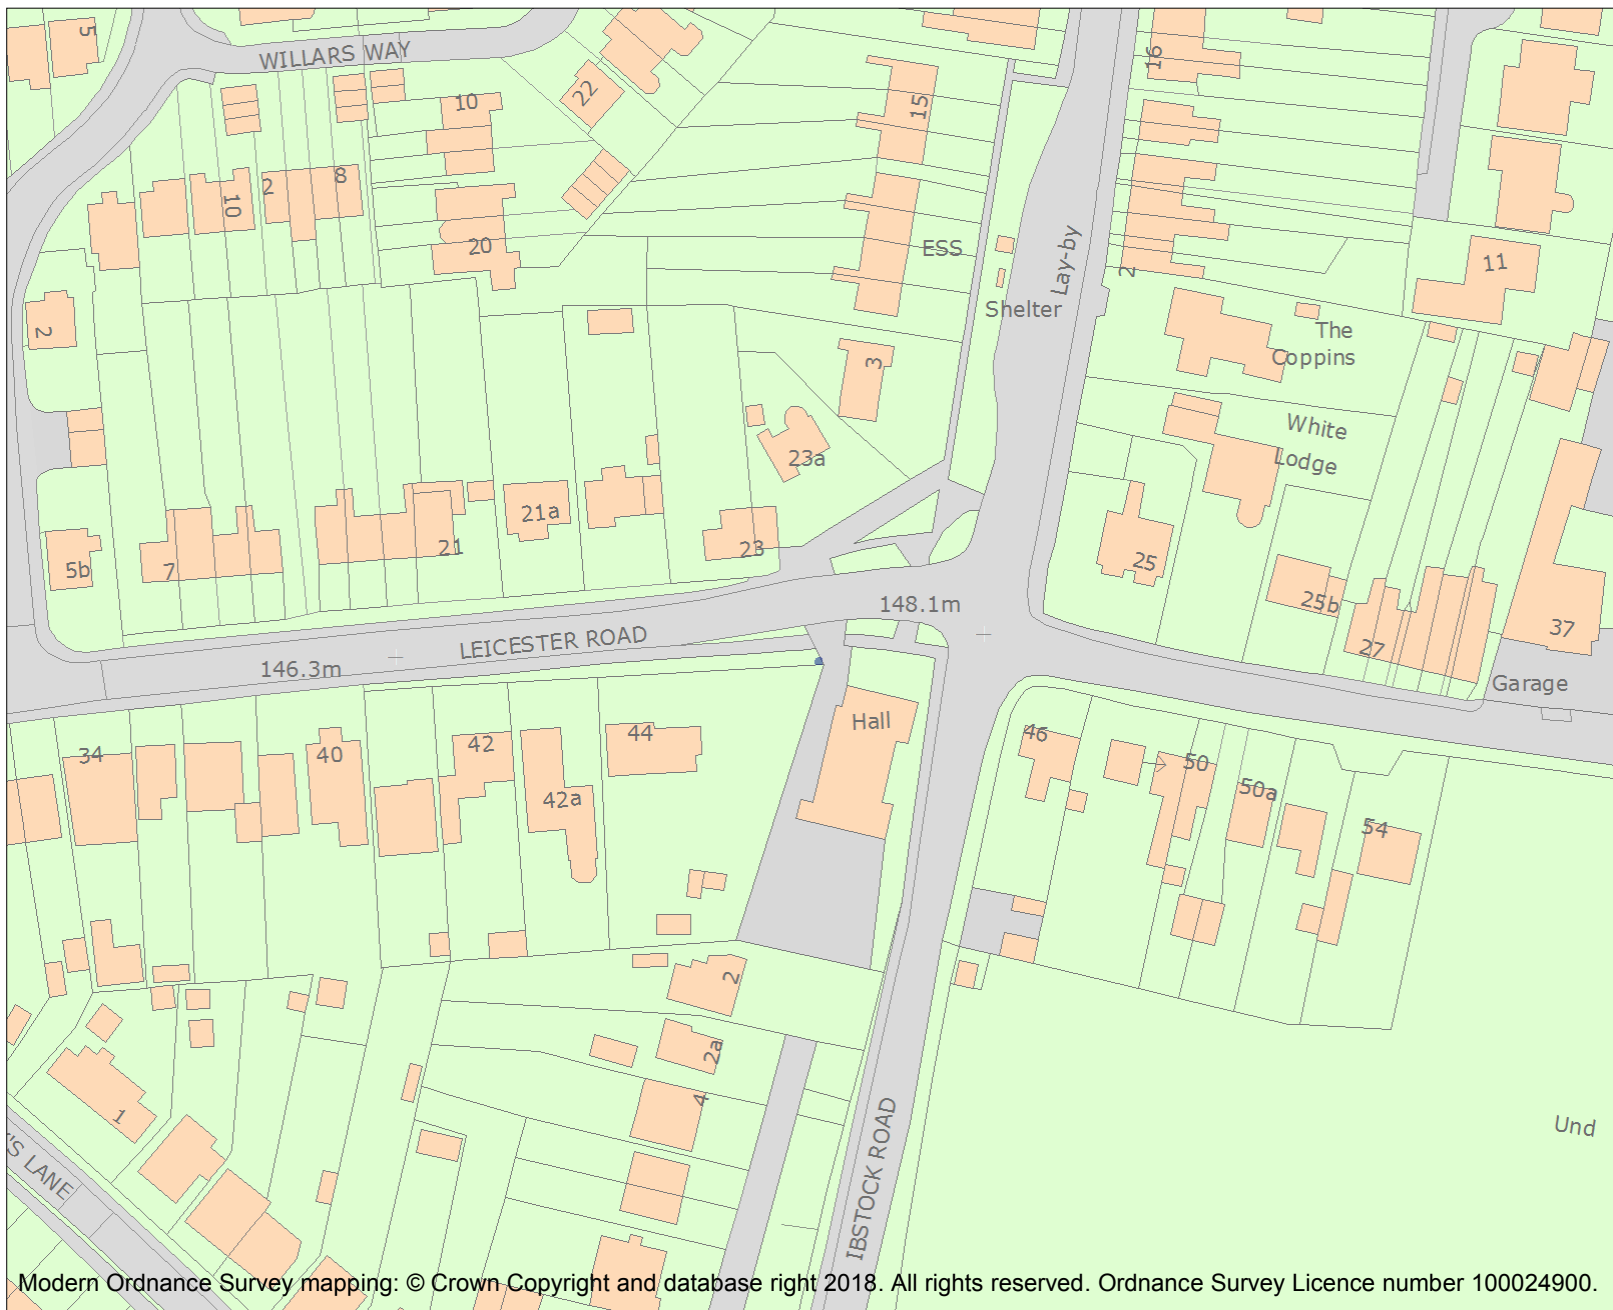 5
WILLARS WAY
22
10
16
15
10
2
8
20
ESS
Lay-by
2
11
Shelter
The
Coppins
2
3
White
Lodge
23a
21a
21
23
5b
7
25
25b
27
37
148.1m
LEICESTER ROAD
146.3m
Garage
Hall
34
40
42
44
42a
46
50
50a
54
2
2a
4
1
'S LANE
IBSTOCK ROAD
Und
Modern Ordnance Survey mapping: © Crown Copyright and database right 2018. All rights reserved. Ordnance Survey Licence number 100024900.